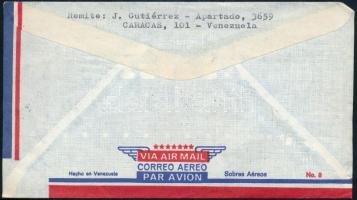 Remite: J. Gutiérrez - Apartado, 3659
CARACAS, 101 - Venezuela
VIA AIR MAIL
CORREO AEREO
PAR AVION
Hecho en Venezuela
Sobres Aéreos
No. 8